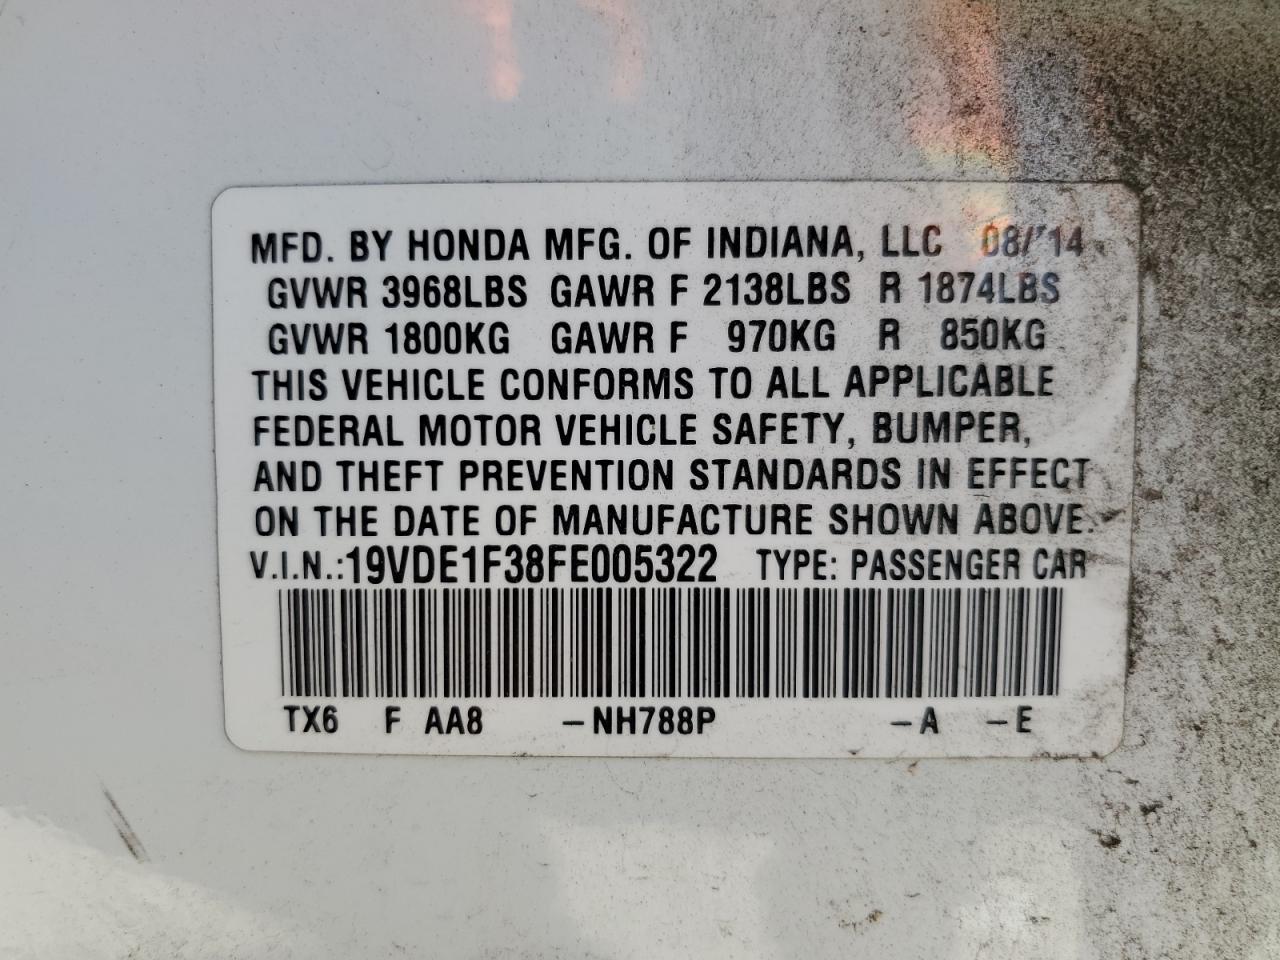 MFD. BY HONDA MFG. OF INDIANA, LLC 08/14
GVWR 3968LBS GAWR F 2138LBS R 1874LBS
GVWR 1800KG GAWR F 970KG R 850KG
THIS VEHICLE CONFORMS TO ALL APPLICABLE
FEDERAL MOTOR VEHICLE SAFETY, BUMPER,
AND THEFT PREVENTION STANDARDS IN EFFECT
ON THE DATE OF MANUFACTURE SHOWN ABOVE.
V.I.N.:19VDE1F38FE005322 TYPE: PASSENGER CAR
TX6 F AA8 –NH788P –A –E